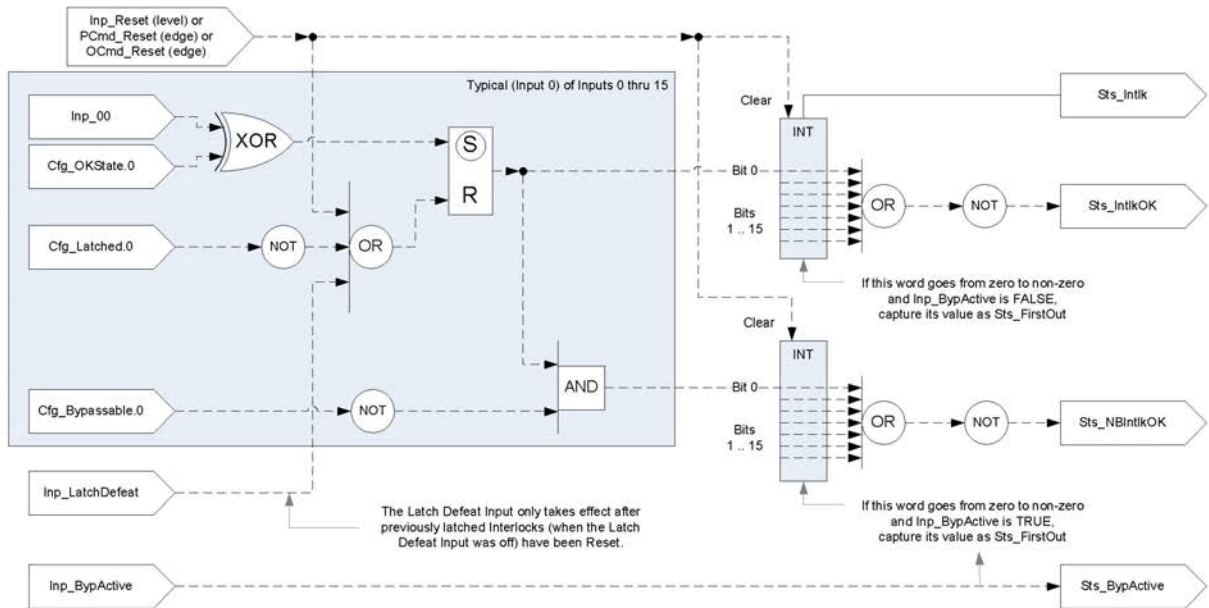 Inp_Reset (level) or
PCmd_Reset (edge) or
OCmd_Reset (edge)
Typical (Input 0) of Inputs 0 thru 15
Inp_00
Cfg_OKState.0
XOR
S
R
Cfg_Latched.0
NOT
OR
Cfg_Bypassable.0
NOT
AND
Clear
INT
Sts_Intlk
Bit 0
Bits
1 .. 15
OR
NOT
Sts_IntlkOK
If this word goes from zero to non-zero
and Inp_BypActive is FALSE,
capture its value as Sts_FirstOut
Clear
INT
Bit 0
Bits
1 .. 15
OR
NOT
Sts_NBIntlkOK
Inp_LatchDefeat
The Latch Defeat Input only takes effect after
previously latched Interlocks (when the Latch
Defeat Input was off) have been Reset.
If this word goes from zero to non-zero
and Inp_BypActive is TRUE,
capture its value as Sts_FirstOut
Inp_BypActive
Sts_BypActive